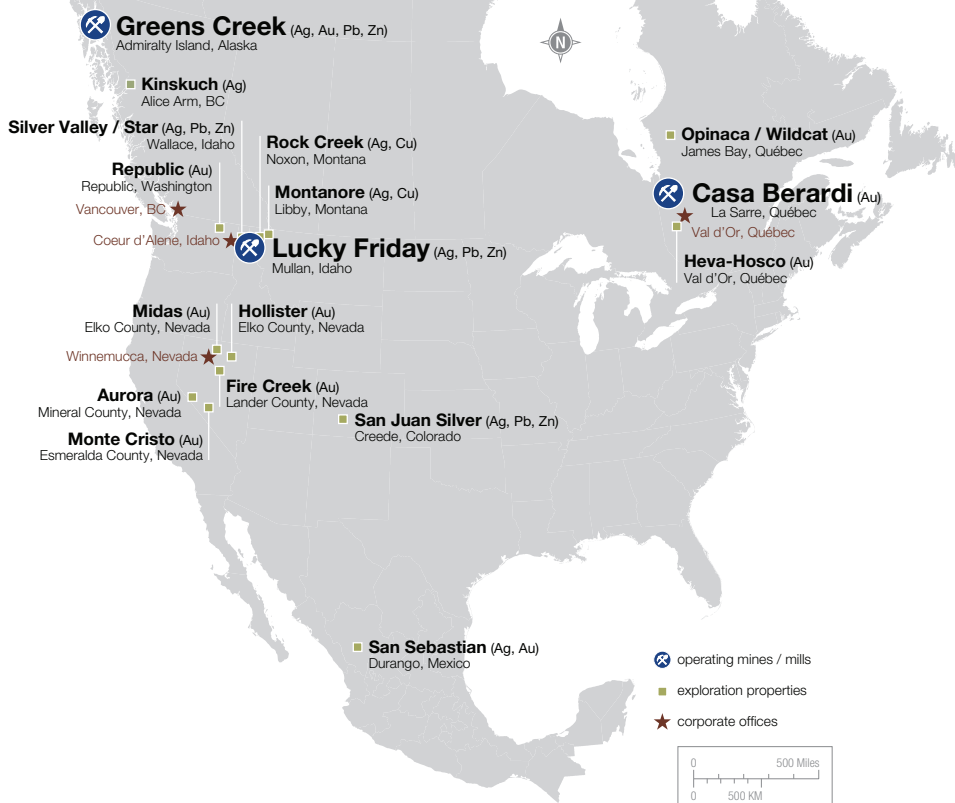 Greens Creek (Ag, Au, Pb, Zn)
Admiralty Island, Alaska
Kinskuch (Ag)
Alice Arm, BC
Silver Valley / Star (Ag, Pb, Zn)
Wallace, Idaho
Rock Creek (Ag, Cu)
Noxon, Montana
Republic (Au)
Republic, Washington
Montanore (Ag, Cu)
Libby, Montana
Vancouver, BC
Coeur d'Alene, Idaho
Lucky Friday (Ag, Pb, Zn)
Mullan, Idaho
N
Opinaca / Wildcat (Au)
James Bay, Québec
Casa Berardi (Au)
La Sarre, Québec
Val d'Or, Québec
Heva-Hosco (Au)
Val d'Or, Québec
Midas (Au)
Elko County, Nevada
Hollister (Au)
Elko County, Nevada
Winnemucca, Nevada
Fire Creek (Au)
Lander County, Nevada
Aurora (Au)
Mineral County, Nevada
Monte Cristo (Au)
Esmeralda County, Nevada
San Juan Silver (Ag, Pb, Zn)
Creede, Colorado
San Sebastian (Ag, Au)
Durango, Mexico
operating mines / mills
exploration properties
corporate offices
0 500 Miles
0 500 KM